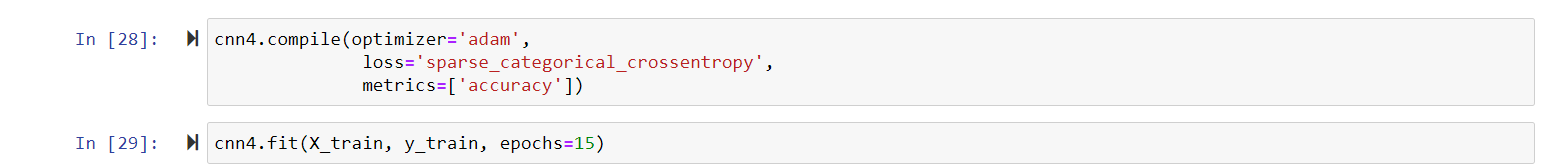 In [28]: cnn4.compile(optimizer='adam',
loss='sparse_categorical_crossentropy',
metrics=['accuracy'])
In [29]: cnn4.fit(X_train, y_train, epochs=15)